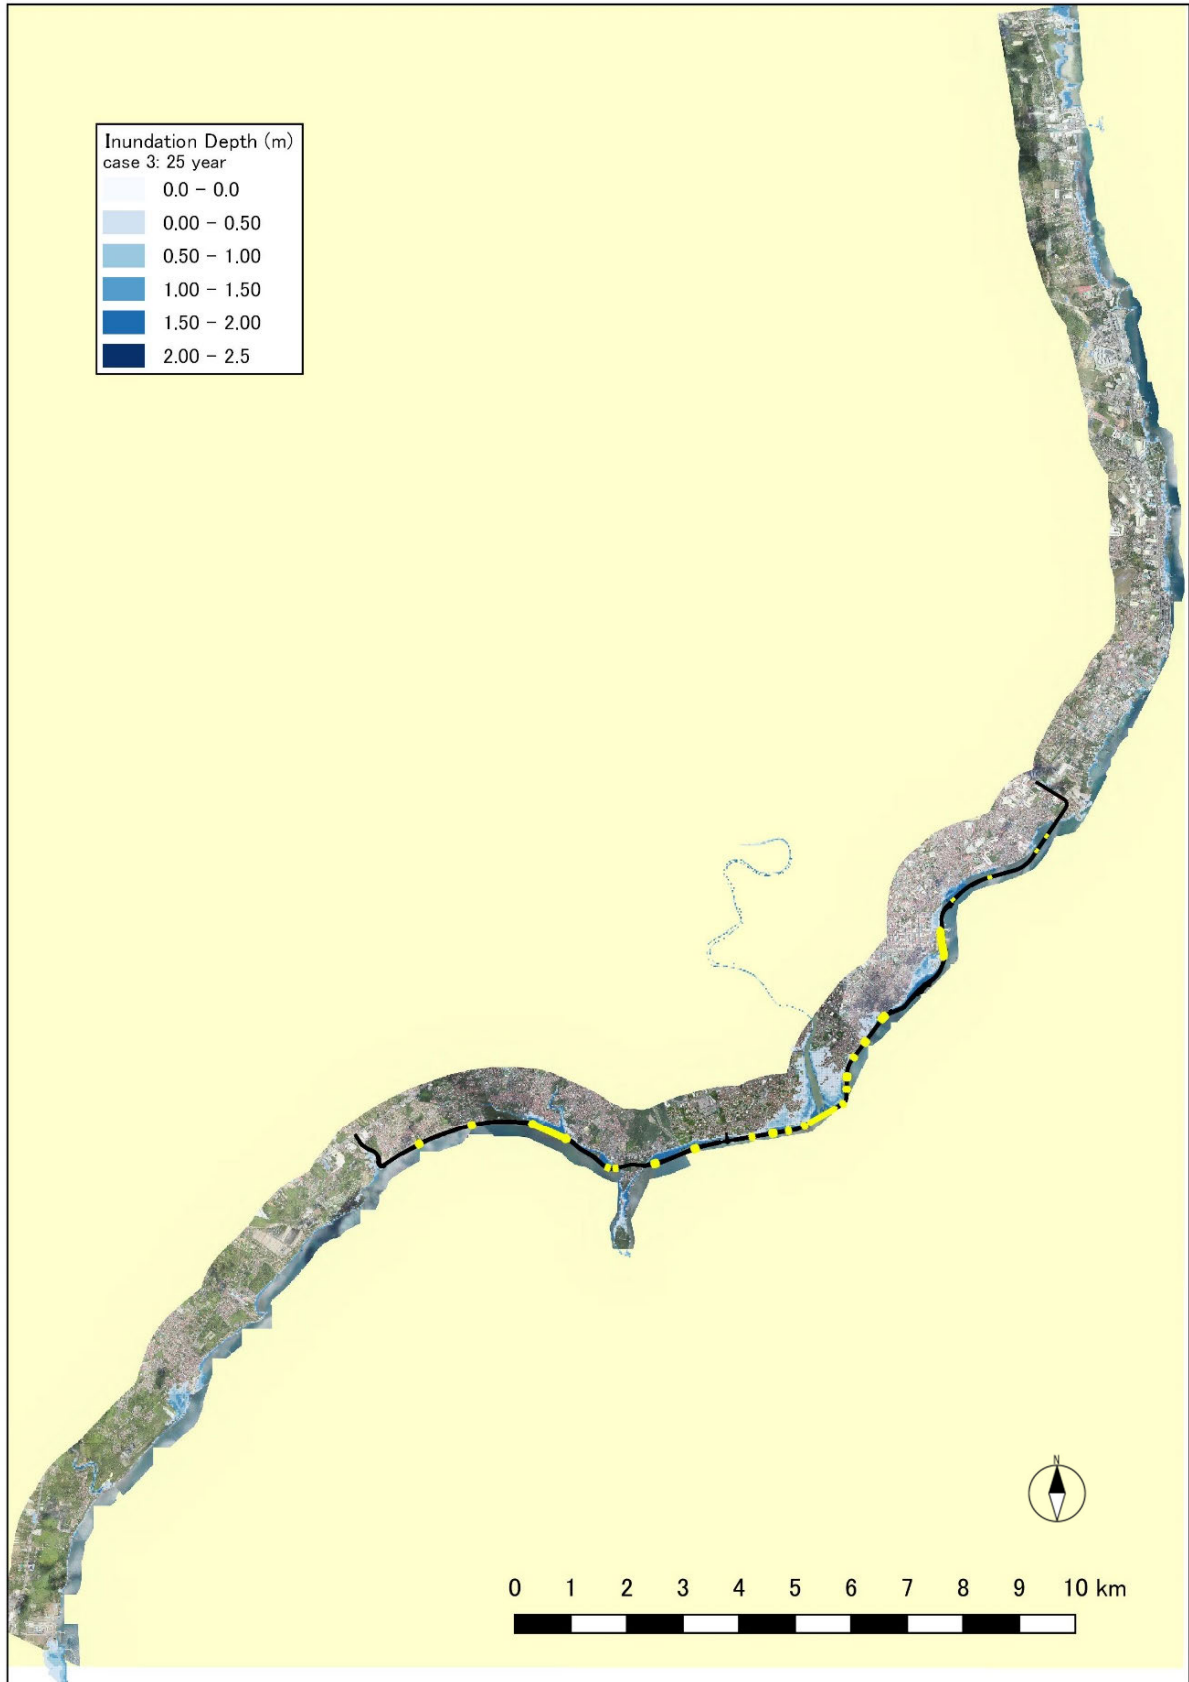 Inundation Depth (m)
case 3: 25 year
0.0 - 0.0
0.00 - 0.50
0.50 - 1.00
1.00 - 1.50
1.50 - 2.00
2.00 - 2.5
N
0 1 2 3 4 5 6 7 8 9 10 km